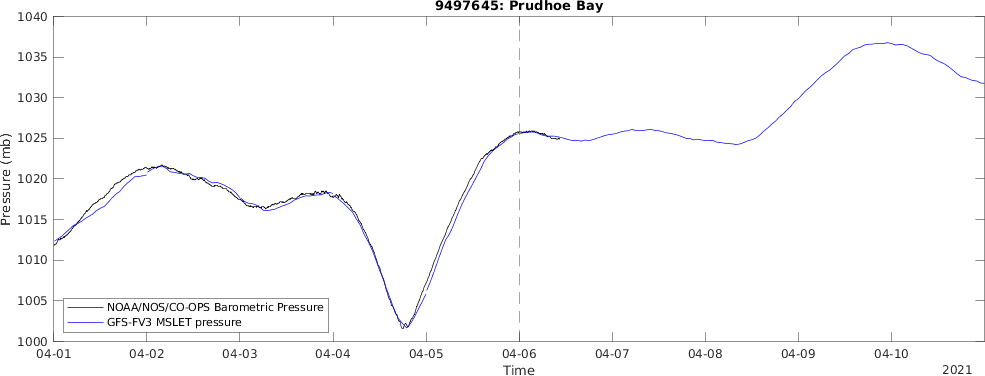 9497645: Prudhoe Bay
1040
1035
1030
1025
1020
1015
1010
1005
1000
Pressure (mb)
NOAA/NOS/CO-OPS Barometric Pressure
GFS-FV3 MSLET pressure
04-01 04-02 04-03 04-04 04-05 04-06 04-07 04-08 04-09 04-10
Time
2021